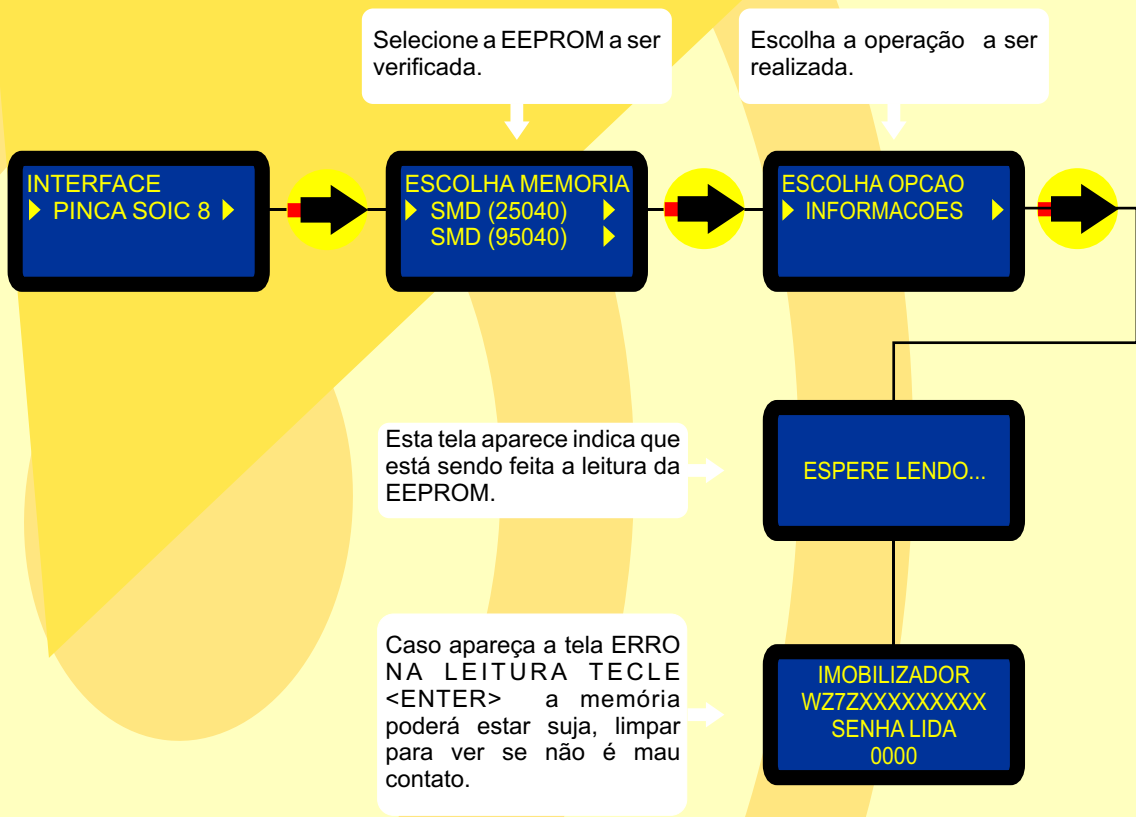 Selecione a EEPROM a ser
verificada.
Escolha a operação a ser
realizada.
INTERFACE
PINCA SOIC 8
ESCOLHA MEMORIA
SMD (25040)
SMD (95040)
ESCOLHA OPCAO
INFORMACOES
Esta tela aparece indica que
está sendo feita a leitura da
EEPROM.
ESPERE LENDO...
Caso apareça a tela ERRO
NA LEITURA TECLE
<ENTER> a memória
poderá estar suja, limpar
para ver se não é mau
contato.
IMOBILIZADOR
WZ7ZXXXXXXXXX
SENHA LIDA
0000